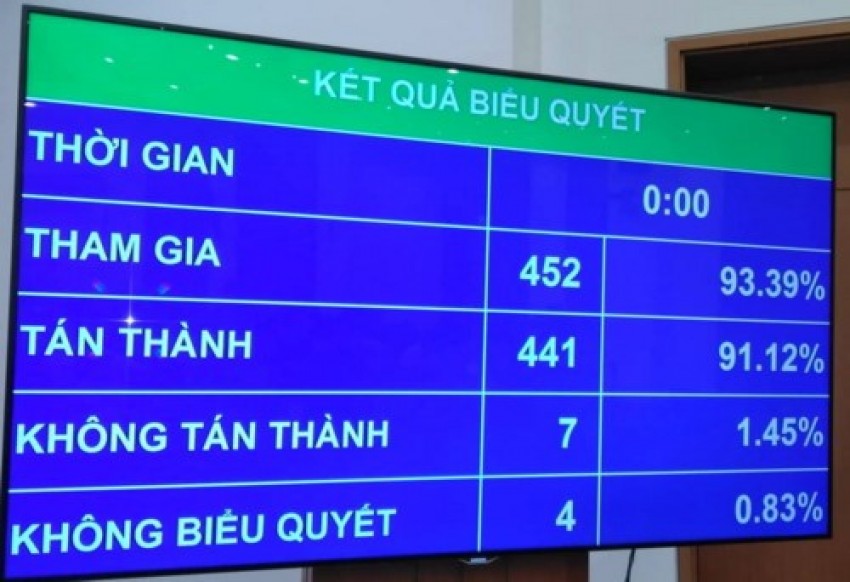 KẾT QUẢ BIỂU QUYẾT
THỜI GIAN 0:00
THAM GIA 452 93.39%
TÁN THÀNH 441 91.12%
KHÔNG TÁN THÀNH 7 1.45%
KHÔNG BIỂU QUYẾT 4 0.83%